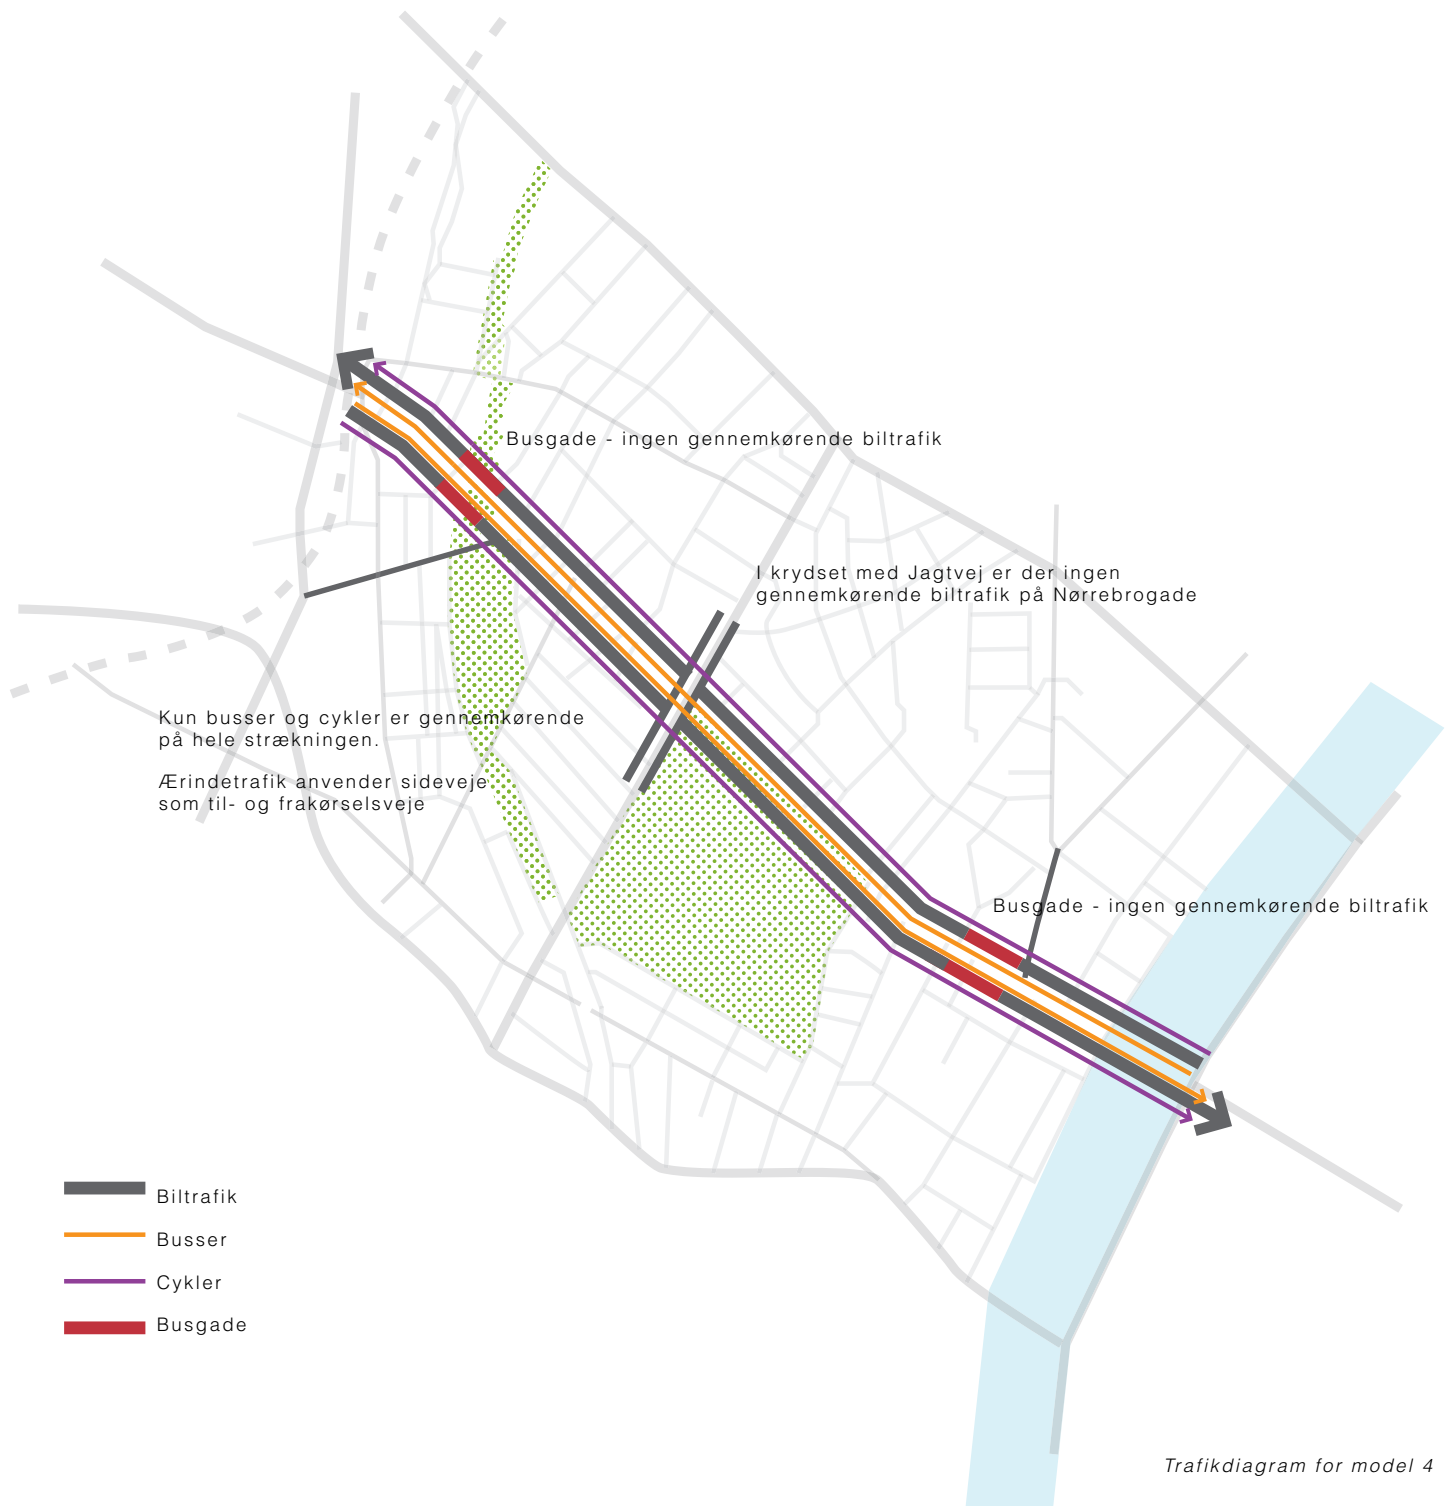 Busgade - ingen gennemkørende biltrafik
I krydset med Jagtvej er der ingen
gennemkørende biltrafik på Nørrebrogade
Kun busser og cykler er gennemkørende
på hele strækningen.
Ærindetrafik anvender sideveje
som til- og frakørselsveje
Busgade - ingen gennemkørende biltrafik
Biltrafik
Busser
Cykler
Busgade
Trafikdiagram for model 4